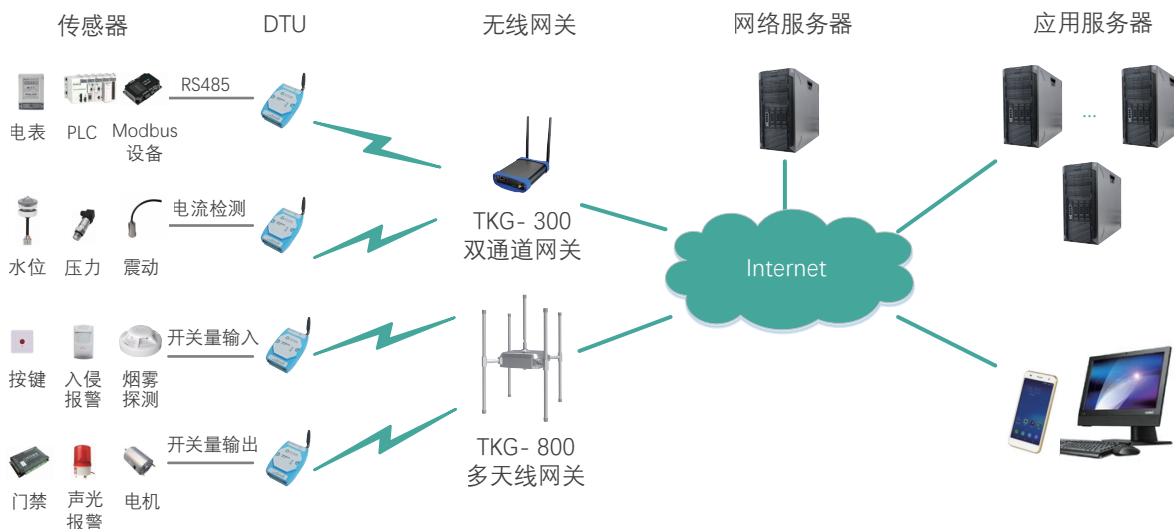 传感器
DTU
无线网关
网络服务器
应用服务器
RS485
电表
PLC
Modbus
设备
...
电流检测
水位
压力
震动
TKG- 300
双通道网关
Internet
开关量输入
按键
入侵
报警
烟雾
探测
开关量输出
门禁
声光
报警
电机
TKG- 800
多天线网关